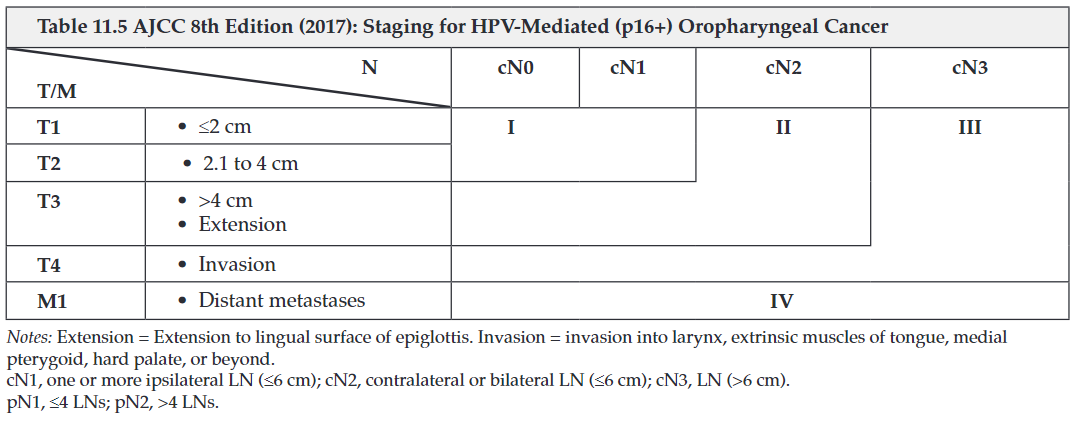 Table 11.5 AJCC 8th Edition (2017): Staging for HPV-Mediated (p16+) Oropharyngeal Cancer
N cN0 cN1 cN2 cN3
T/M
T1 • ≤2 cm I II III
T2 • 2.1 to 4 cm
T3 • >4 cm
• Extension
T4 • Invasion
M1 • Distant metastases IV
Notes: Extension = Extension to lingual surface of epiglottis. Invasion = invasion into larynx, extrinsic muscles of tongue, medial
pterygoid, hard palate, or beyond.
cN1, one or more ipsilateral LN (≤6 cm); cN2, contralateral or bilateral LN (≤6 cm); cN3, LN (>6 cm).
pN1, ≤4 LNs; pN2, >4 LNs.